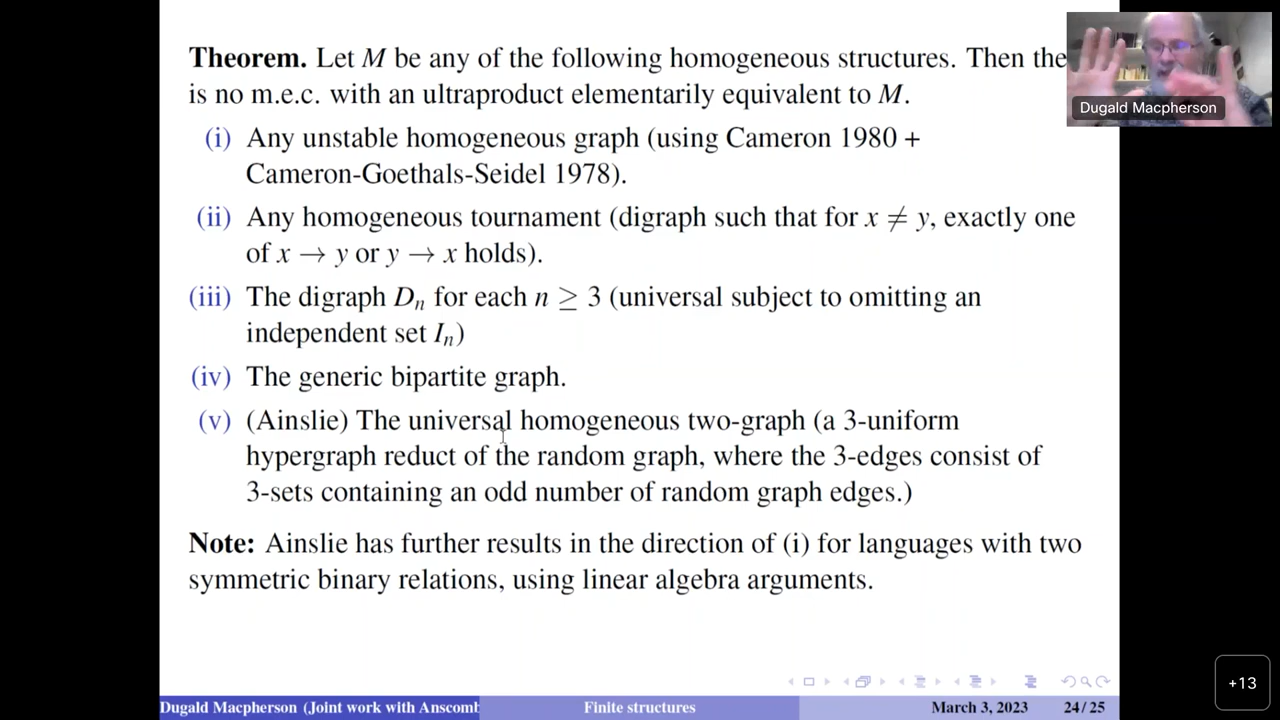 Theorem. Let M be any of the following homogeneous structures. Then the
is no m.e.c. with an ultraproduct elementarily equivalent to M.
(i) Any unstable homogeneous graph (using Cameron 1980 +
Cameron-Goethals-Seidel 1978).
(ii) Any homogeneous tournament (digraph such that for x ≠ y, exactly one
of x → y or y → x holds).
(iii) The digraph Dₙ for each n ≥ 3 (universal subject to omitting an
independent set Iₙ)
(iv) The generic bipartite graph.
(v) (Ainslie) The universal homogeneous two-graph (a 3-uniform
hypergraph reduct of the random graph, where the 3-edges consist of
3-sets containing an odd number of random graph edges.)
Note: Ainslie has further results in the direction of (i) for languages with two
symmetric binary relations, using linear algebra arguments.
Dugald Macpherson
+13
Dugald Macpherson (Joint work with Anscomb
Finite structures
March 3, 2023
24/25